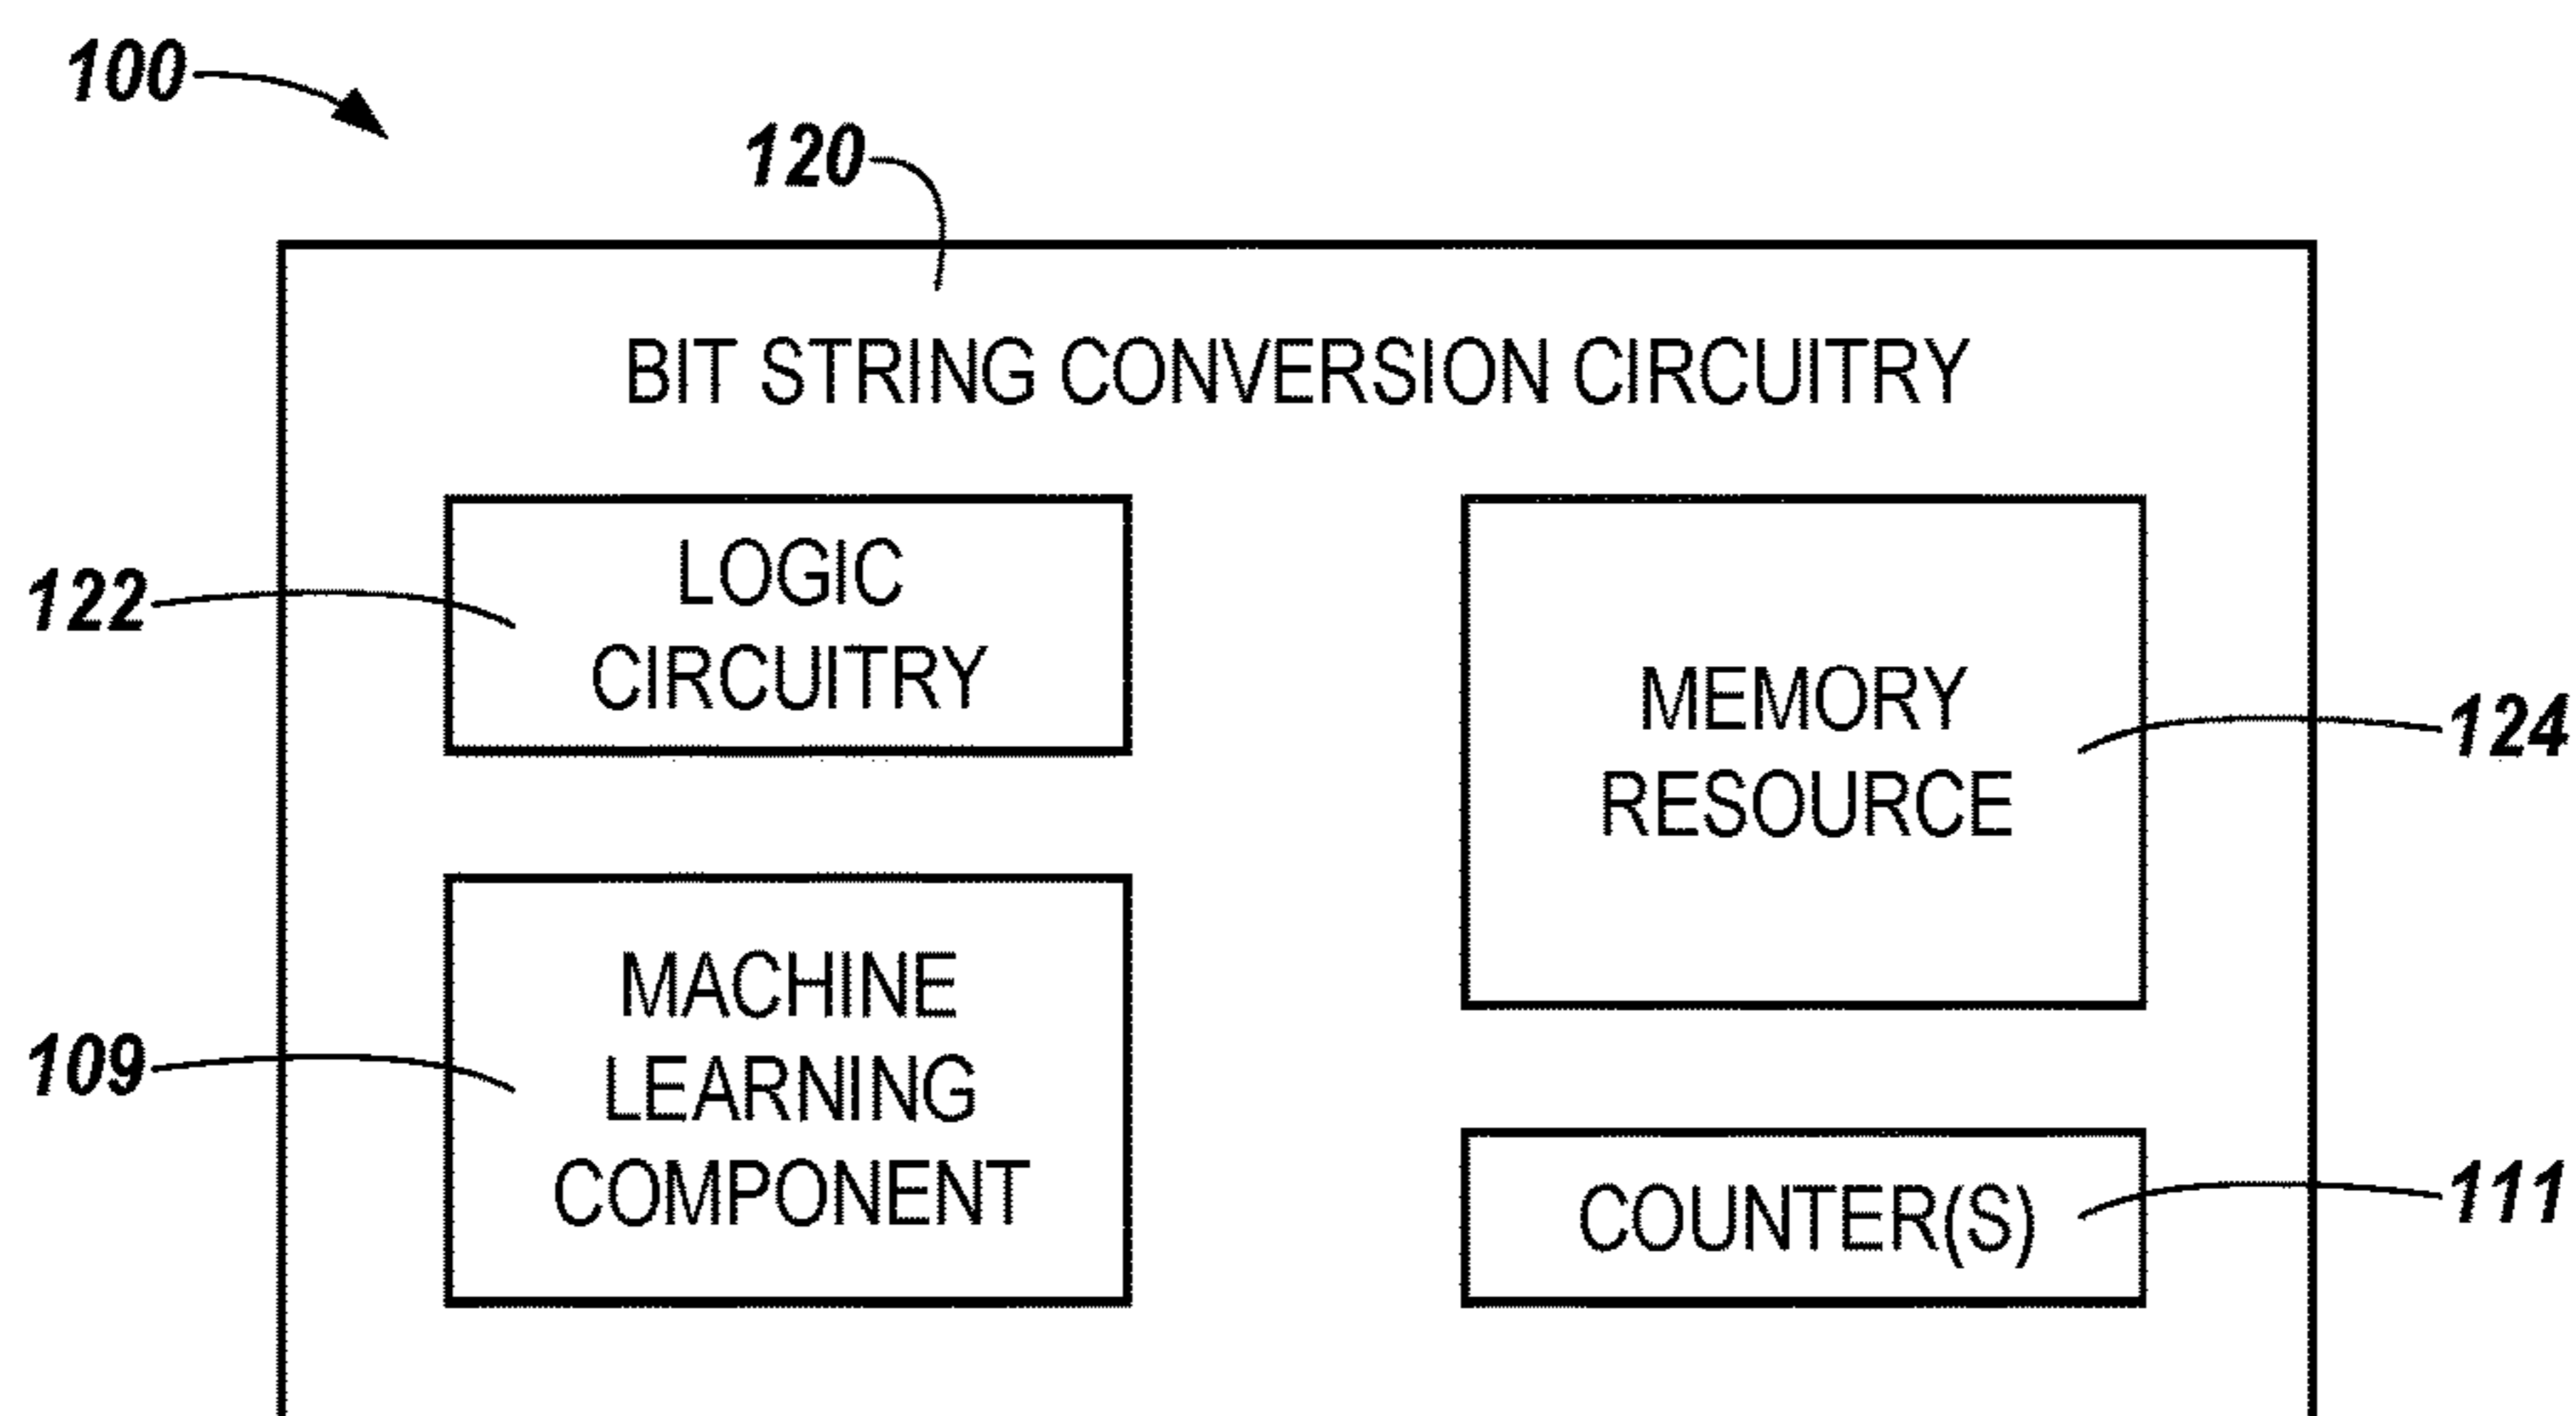 100
120
BIT STRING CONVERSION CIRCUITRY
122
LOGIC
CIRCUITRY
MEMORY
RESOURCE
124
109
MACHINE
LEARNING
COMPONENT
COUNTER(S)
111